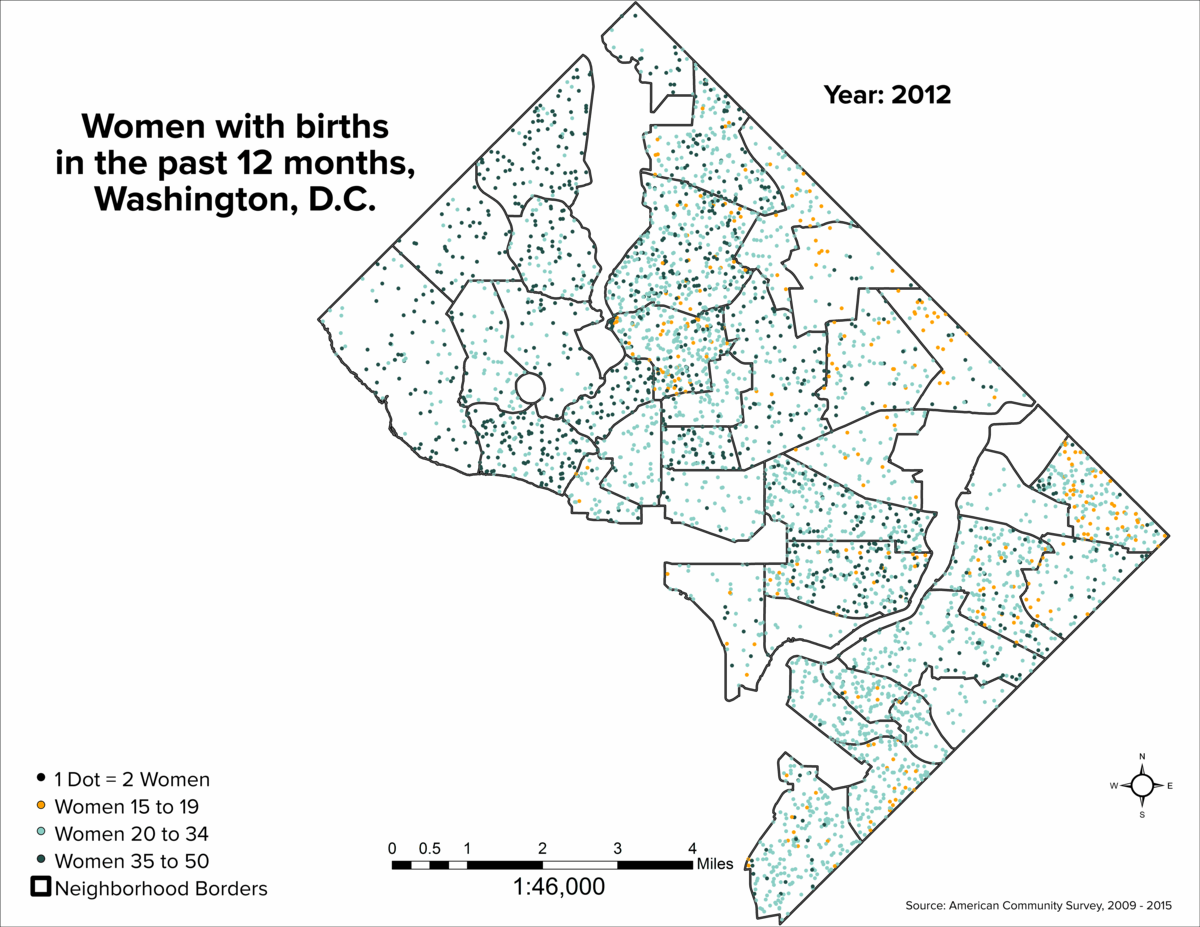 Women with births
in the past 12 months,
Washington, D.C.
Year: 2012
1 Dot = 2 Women
Women 15 to 19
Women 20 to 34
Women 35 to 50
Neighborhood Borders
0 0.5 1 2 3 4
Miles
1:46,000
N
W E
S
Source: American Community Survey, 2009 - 2015